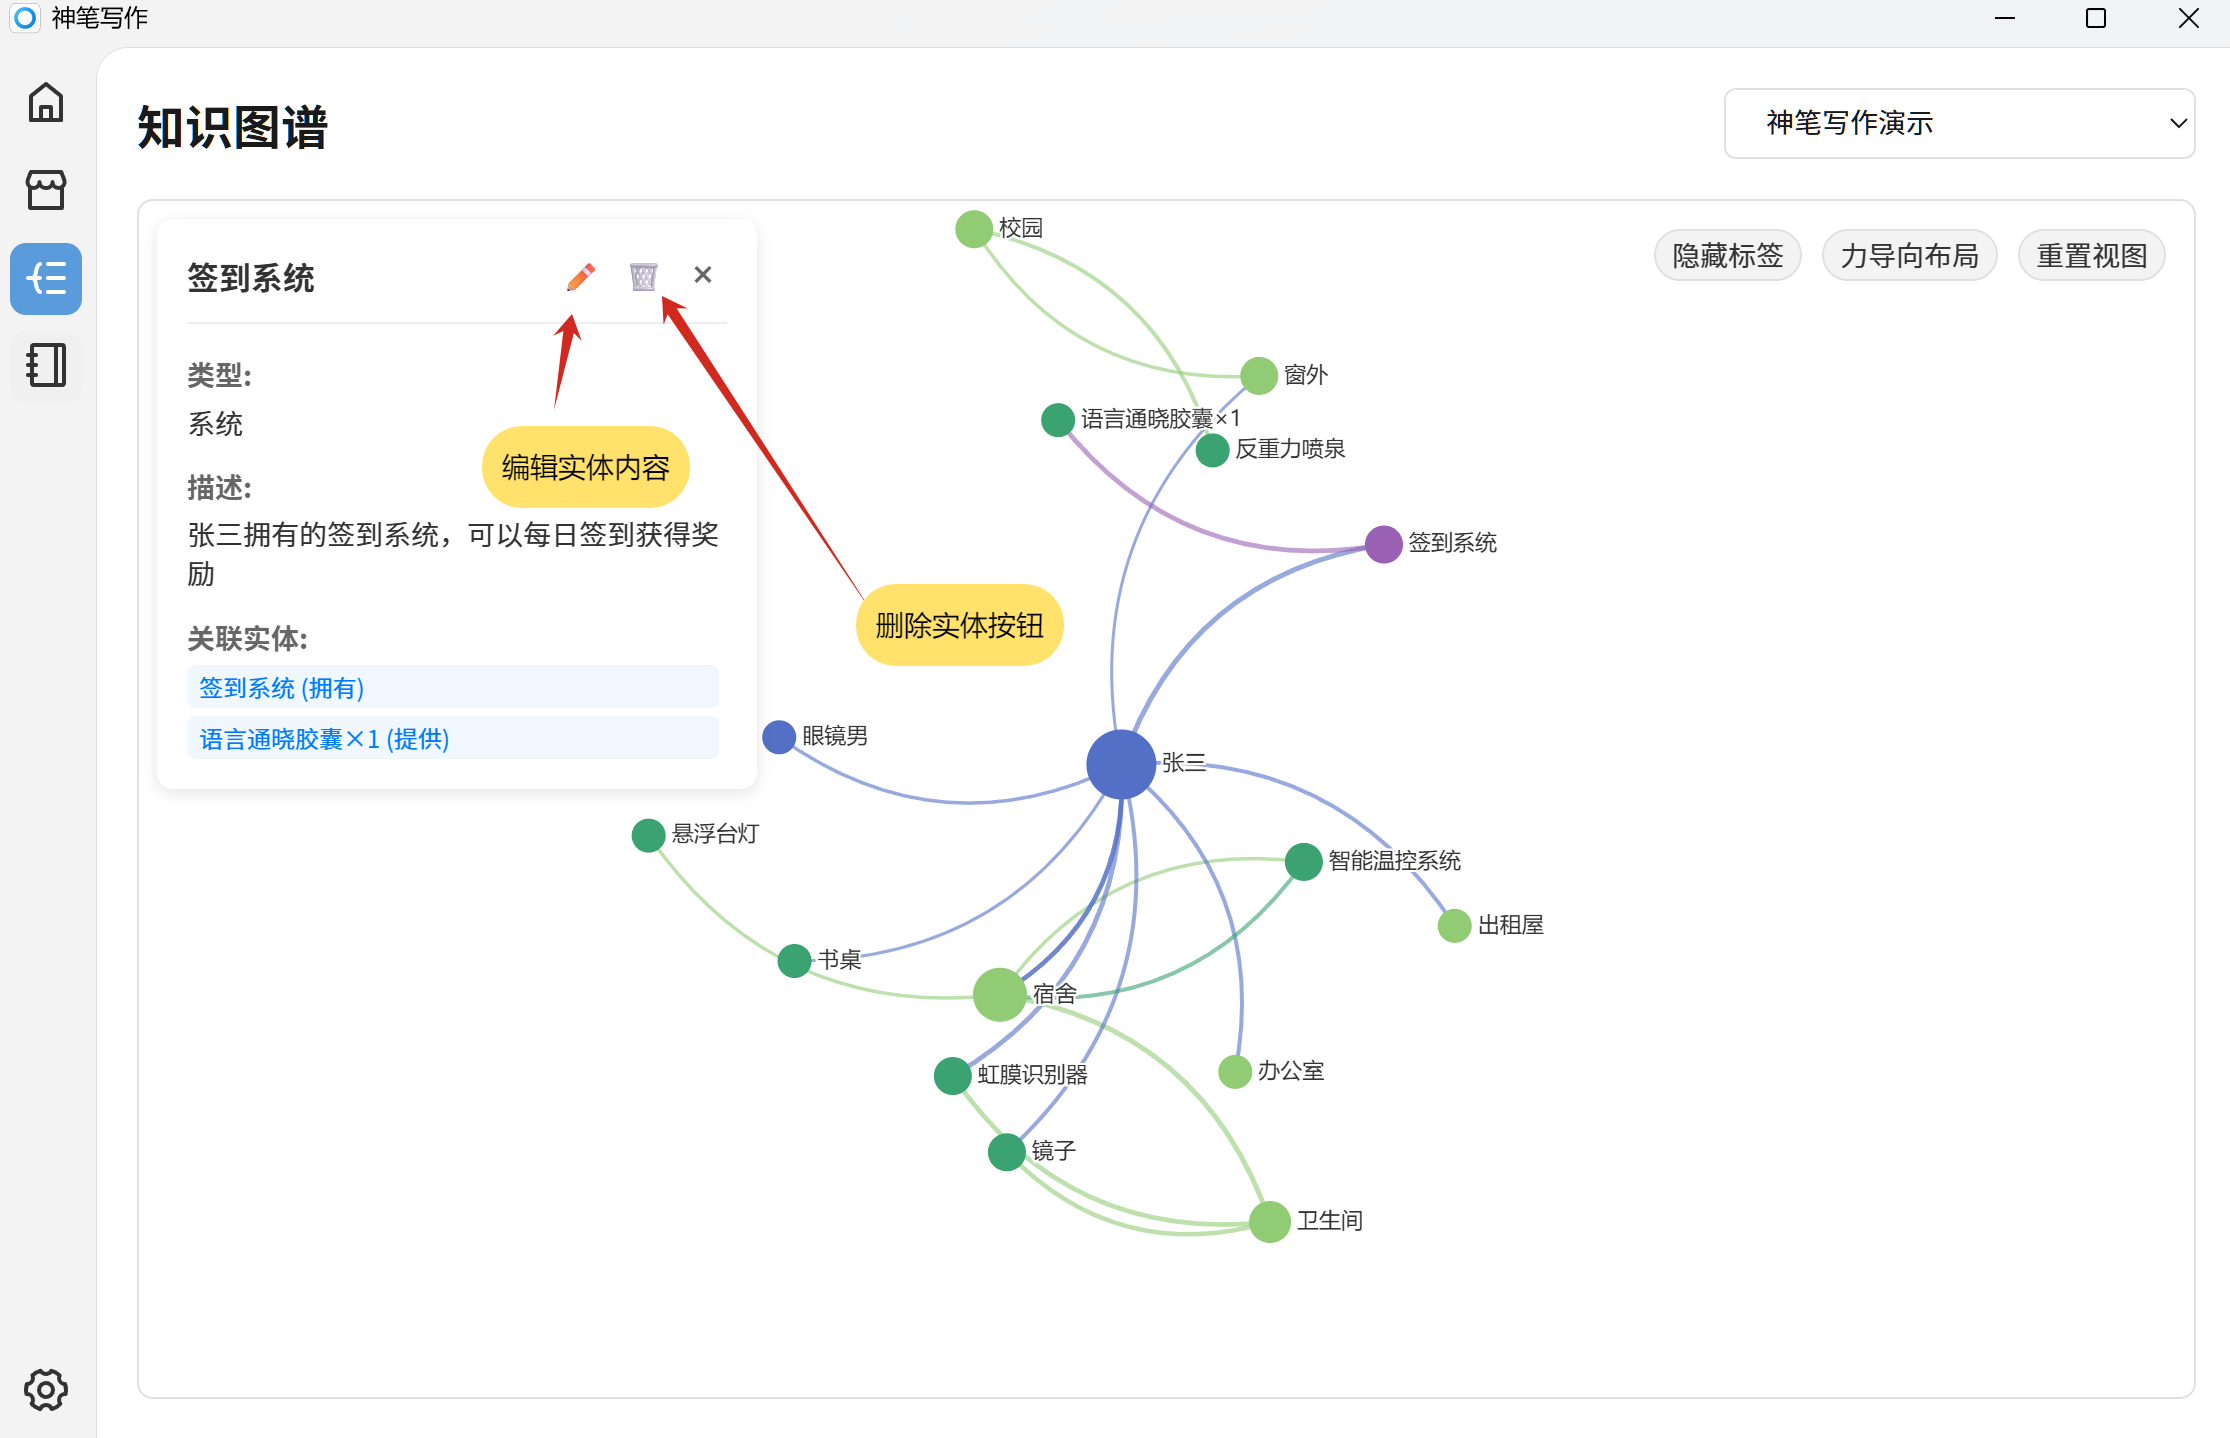 神笔写作
知识图谱
神笔写作演示
隐藏标签
力导向布局
重置视图
签到系统
类型:
系统
编辑实体内容
描述:
张三拥有的签到系统，可以每日签到获得奖
励
删除实体按钮
关联实体:
签到系统 (拥有)
语言通晓胶囊×1 (提供)
校园
窗外
语言通晓胶囊×1
反重力喷泉
签到系统
眼镜男
张三
悬浮台灯
智能温控系统
出租屋
书桌
宿舍
虹膜识别器
办公室
镜子
卫生间